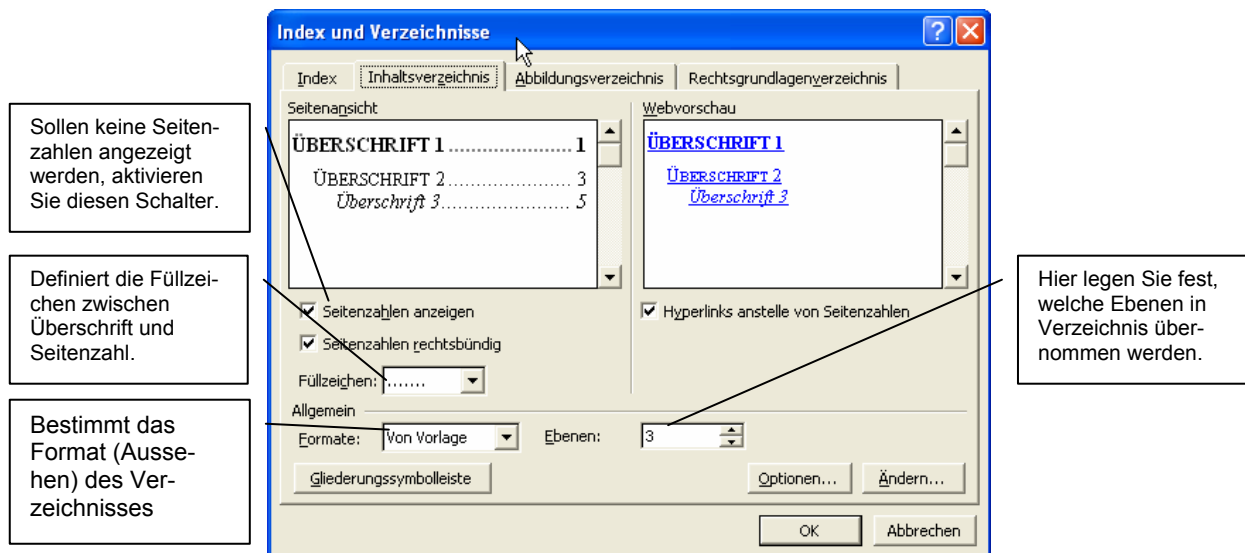 Index und Verzeichnisse
Index
Inhaltsverzeichnis
Abbildungsverzeichnis
Rechtsgrundlagenverzeichnis
Seitenansicht
Webvorschau
ÜBERSCHRIFT 1 ........................ 1
ÜBERSCHRIFT 2 ........................ 3
Überschrift 3 ........................ 5
ÜBERSCHRIFT 1
ÜBERSCHRIFT 2
Überschrift 3
Seitenzahlen anzeigen
Seitenzahlen rechtsbündig
Füllzeichen: .......
Hyperlinks anstelle von Seitenzahlen
Allgemein
Formate: Von Vorlage
Ebenen: 3
Gliederungssymbolleiste
Optionen...
Ändern...
OK
Abbrechen
Sollen keine Seiten-
zahlen angezeigt
werden, aktivieren
Sie diesen Schalter.
Definiert die Füllzei-
chen zwischen
Überschrift und
Seitenzahl.
Bestimmt das
Format (Ausse-
hen) des Ver-
zeichnisses
Hier legen Sie fest,
welche Ebenen in
Verzeichnis über-
nommen werden.